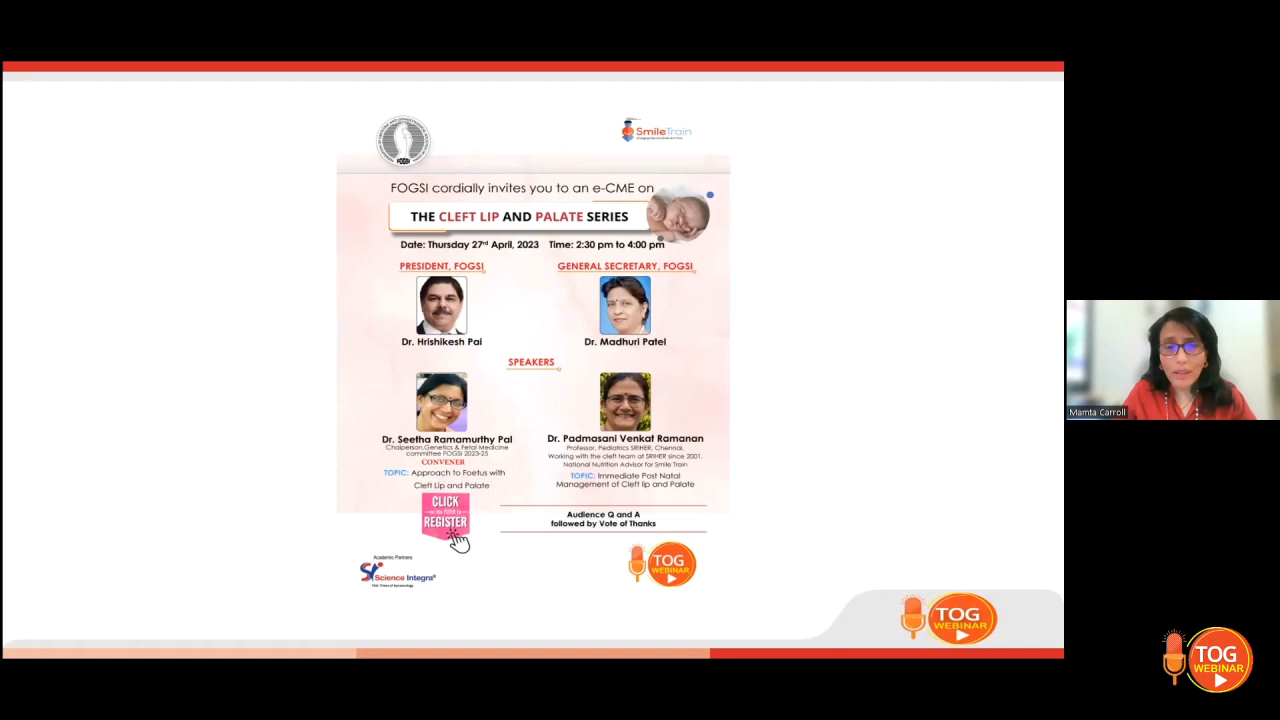 FOGSI
SmileTrain
FOGSI cordially invites you to an e-CME on
THE CLEFT LIP AND PALATE SERIES
Date: Thursday 27rd April, 2023 Time: 2:30 pm to 4:00 pm
PRESIDENT, FOGSI
GENERAL SECRETARY, FOGSI
Dr. Hrishikesh Pai
Dr. Madhuri Patel
SPEAKERS
Dr. Seetha Ramamurthy Pal
Chairperson,Genetics & Fetal Medicine
committee FOGSI 2023-25
CONVENER
TOPIC: Approach to Foetus with
Cleft Lip and Palate
Dr. Padmasani Venkat Ramanan
Professor, Pediatrics SRIHER, Chennai.
Working with the cleft team at SRIHER since 2001.
National Nutrition Advisor for Smile Train
TOPIC: Immediate Post Natal
Management of Cleft lip and Palate
CLICK
on the FLYER to
REGISTER
Audience Q and A
followed by Vote of Thanks
Academic Partners
Science Integra®
TOG
WEBINAR
TOG
WEBINAR
Mamta Carroll
TOG
WEBINAR